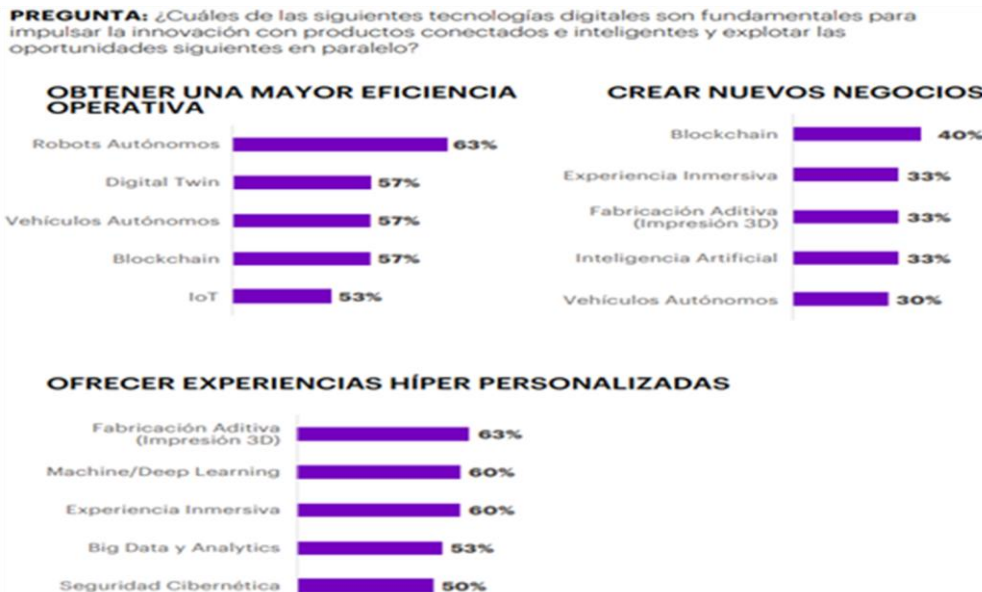 PREGUNTA: ¿Cuáles de las siguientes tecnologías digitales son fundamentales para
impulsar la innovación con productos conectados e inteligentes y explotar las
oportunidades siguientes en paralelo?
OBTENER UNA MAYOR EFICIENCIA
OPERATIVA
Robots Autónomos 63%
Digital Twin 57%
Vehículos Autónomos 57%
Blockchain 57%
IoT 53%
CREAR NUEVOS NEGOCIOS
Blockchain 40%
Experiencia Inmersiva 33%
Fabricación Aditiva
(Impresión 3D) 33%
Inteligencia Artificial 33%
Vehículos Autónomos 30%
OFRECER EXPERIENCIAS HÍPER PERSONALIZADAS
Fabricación Aditiva
(Impresión 3D) 63%
Machine/Deep Learning 60%
Experiencia Inmersiva 60%
Big Data y Analytics 53%
Seguridad Cibernética 50%